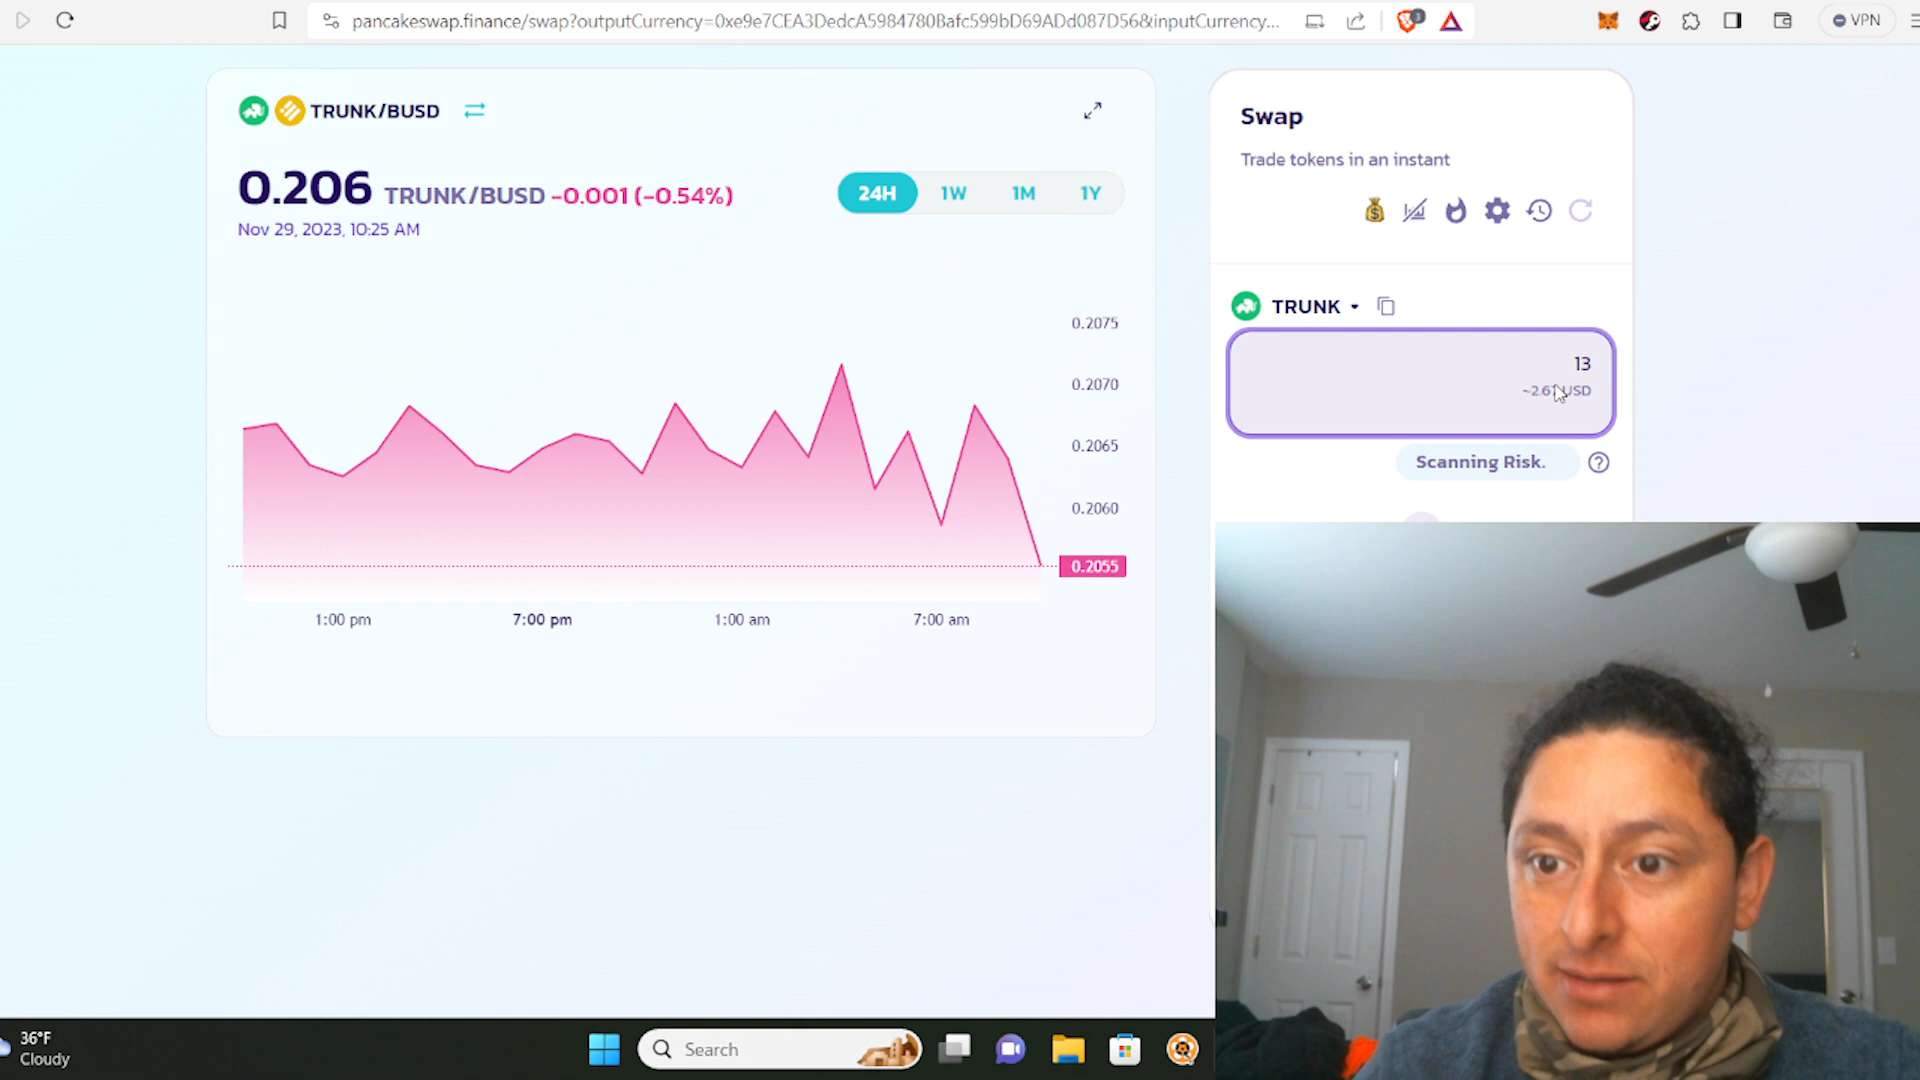 pancakeswap.finance/swap?outputCurrency=0xe9e7CEA3DedcA5984780Bafc599bD69ADd087D56&inputCurrency...
3
VPN
TRUNK/BUSD
0.206 TRUNK/BUSD -0.001 (-0.54%)
Nov 29, 2023, 10:25 AM
24H 1W 1M 1Y
0.2075
0.2070
0.2065
0.2060
0.2055
1:00 pm 7:00 pm 1:00 am 7:00 am
Swap
Trade tokens in an instant
TRUNK
13
USD
Scanning Risk.
36°F
Cloudy
Search